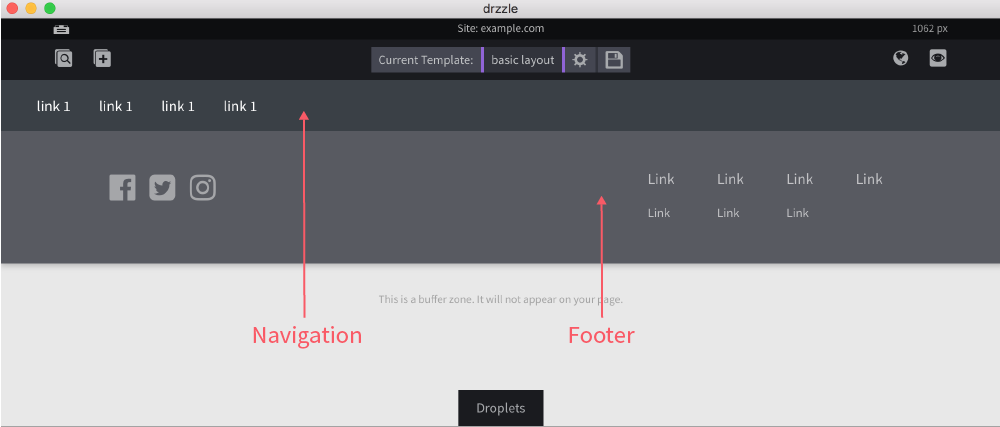 drzzle
Site: example.com
1062 px
Current Template: basic layout
link 1 link 1 link 1 link 1
Link Link Link Link
Link Link Link
This is a buffer zone. It will not appear on your page.
Navigation Footer
Droplets